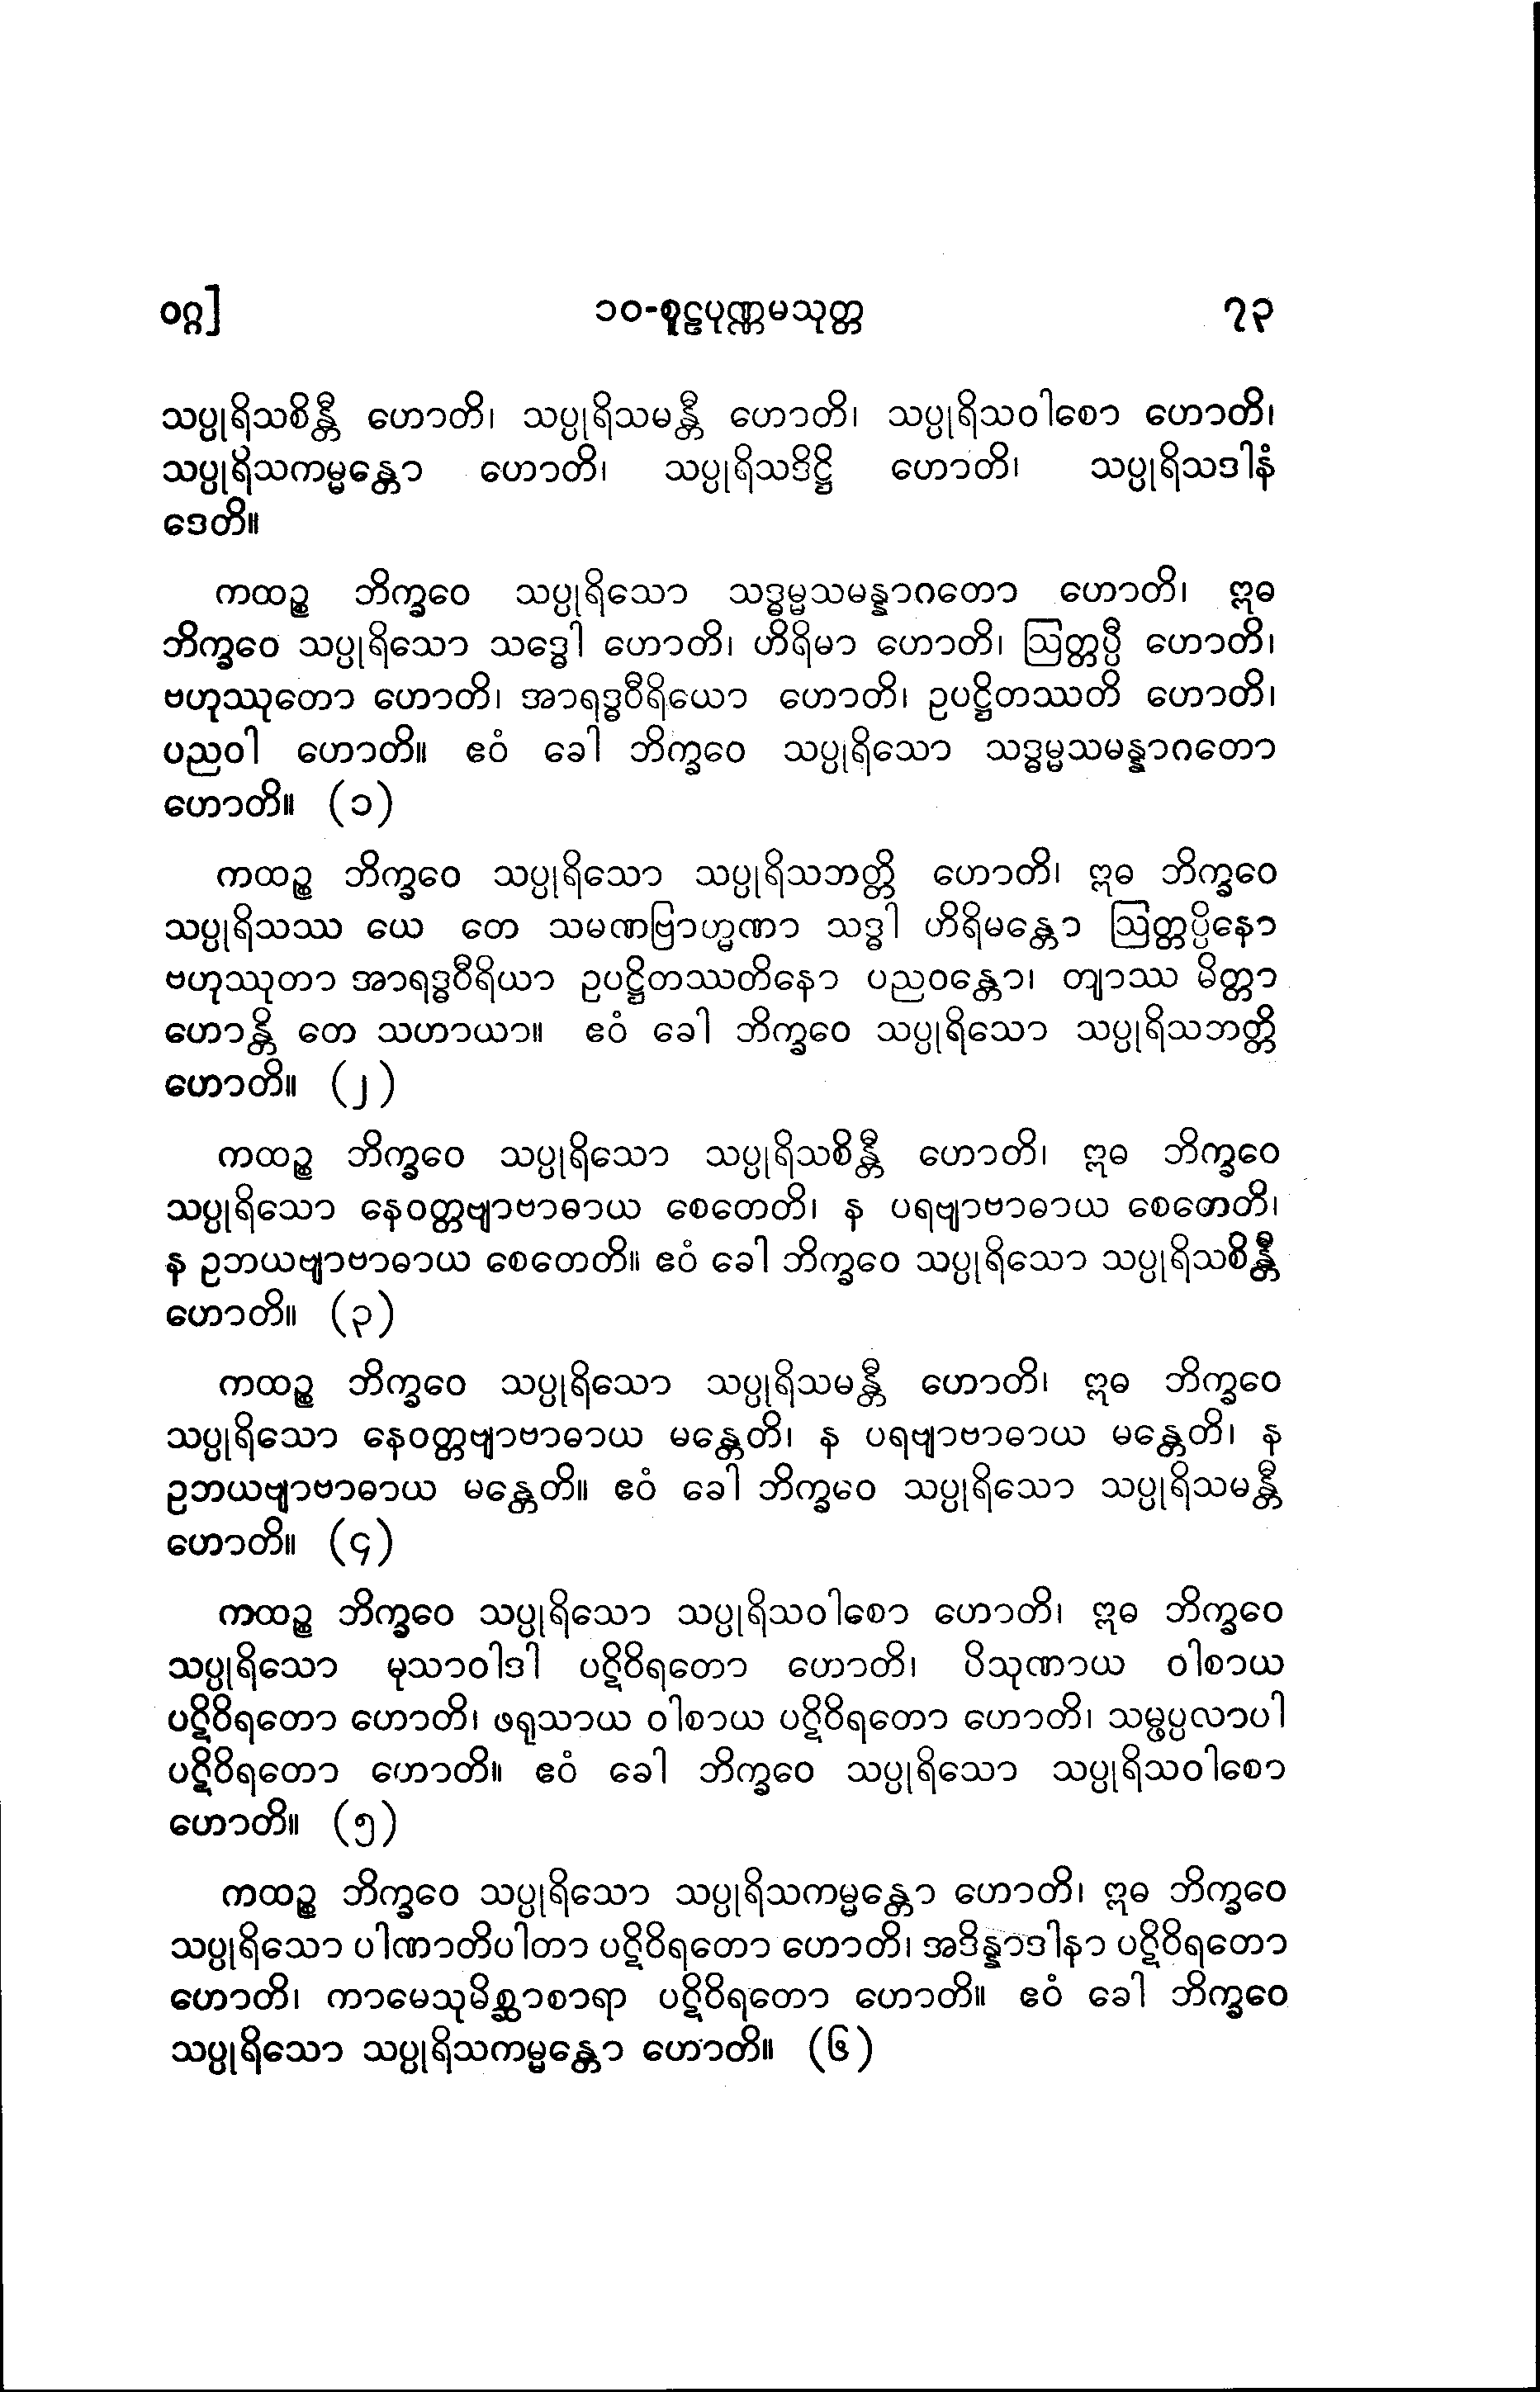 ဝဂ္ဂ]
၁၀-စူဠပုဏ္ဏမသုတ္တ
၇၃
သပ္ပုရိသစိန္တီ ဟောတိ၊ သပ္ပုရိသမန္တီ ဟောတိ၊ သပ္ပုရိသဝါစော ဟောတိ၊
သပ္ပုရိသကမ္မန္တော ဟောတိ၊ သပ္ပုရိသဒိဋ္ဌိ ဟောတိ၊ သပ္ပုရိသဒါနံ
ဒေတိ။
ကထဉ္စ ဘိက္ခဝေ သပ္ပုရိသော သဒ္ဓမ္မသမန္နာဂတော ဟောတိ၊ ဣဓ
ဘိက္ခဝေ သပ္ပုရိသော သဒ္ဓေါ ဟောတိ၊ ဟိရိမာ ဟောတိ၊ ဩတ္တပ္ပီ ဟောတိ၊
ဗဟုဿုတော ဟောတိ၊ အာရဒ္ဓဝီရိယော ဟောတိ၊ ဥပဋ္ဌိတဿတိ ဟောတိ၊
ပညဝါ ဟောတိ။ ဧဝံ ခေါ ဘိက္ခဝေ သပ္ပုရိသော သဒ္ဓမ္မသမန္နာဂတော
ဟောတိ။ (၁)
ကထဉ္စ ဘိက္ခဝေ သပ္ပုရိသော သပ္ပုရိသဘတ္တိ ဟောတိ၊ ဣဓ ဘိက္ခဝေ
သပ္ပုရိသဿ ယေ တေ သမဏဗြာဟ္မဏာ သဒ္ဓါ ဟိရိမန္တော ဩတ္တပ္ပိနော
ဗဟုဿုတာ အာရဒ္ဓဝီရိယာ ဥပဋ္ဌိတဿတိနော ပညဝန္တော၊ တျာဿ မိတ္တာ
ဟောန္တိ တေ သဟာယာ။ ဧဝံ ခေါ ဘိက္ခဝေ သပ္ပုရိသော သပ္ပုရိသဘတ္တိ
ဟောတိ။ (၂)
ကထဉ္စ ဘိက္ခဝေ သပ္ပုရိသော သပ္ပုရိသစိန္တီ ဟောတိ၊ ဣဓ ဘိက္ခဝေ
သပ္ပုရိသော နေဝတ္တဗျာဗာဓာယ စေတေတိ၊ န ပရဗျာဗာဓာယ စေတေတိ၊
န ဥဘယဗျာဗာဓာယ စေတေတိ။ ဧဝံ ခေါ ဘိက္ခဝေ သပ္ပုရိသော သပ္ပုရိသစိန္တီ
ဟောတိ။ (၃)
ကထဉ္စ ဘိက္ခဝေ သပ္ပုရိသော သပ္ပုရိသမန္တီ ဟောတိ၊ ဣဓ ဘိက္ခဝေ
သပ္ပုရိသော နေဝတ္တဗျာဗာဓာယ မန္တေတိ၊ န ပရဗျာဗာဓာယ မန္တေတိ၊ န
ဥဘယဗျာဗာဓာယ မန္တေတိ။ ဧဝံ ခေါ ဘိက္ခဝေ သပ္ပုရိသော သပ္ပုရိသမန္တီ
ဟောတိ။ (၄)
ကထဉ္စ ဘိက္ခဝေ သပ္ပုရိသော သပ္ပုရိသဝါစော ဟောတိ၊ ဣဓ ဘိက္ခဝေ
သပ္ပုရိသော မုသာဝါဒါ ပဋိဝိရတော ဟောတိ၊ ပိသုဏာယ ဝါစာယ
ပဋိဝိရတော ဟောတိ၊ ဖရုသာယ ဝါစာယ ပဋိဝိရတော ဟောတိ၊ သမ္ဖပ္ပလာပါ
ပဋိဝိရတော ဟောတိ။ ဧဝံ ခေါ ဘိက္ခဝေ သပ္ပုရိသော သပ္ပုရိသဝါစော
ဟောတိ။ (၅)
ကထဉ္စ ဘိက္ခဝေ သပ္ပုရိသော သပ္ပုရိသကမ္မန္တော ဟောတိ၊ ဣဓ ဘိက္ခဝေ
သပ္ပုရိသော ပါဏာတိပါတာ ပဋိဝိရတော ဟောတိ၊ အဒိန္နာဒါနာ ပဋိဝိရတော
ဟောတိ၊ ကာမေသုမိစ္ဆာစာရာ ပဋိဝိရတော ဟောတိ။ ဧဝံ ခေါ ဘိက္ခဝေ
သပ္ပုရိသော သပ္ပုရိသကမ္မန္တော ဟောတိ။ (၆)